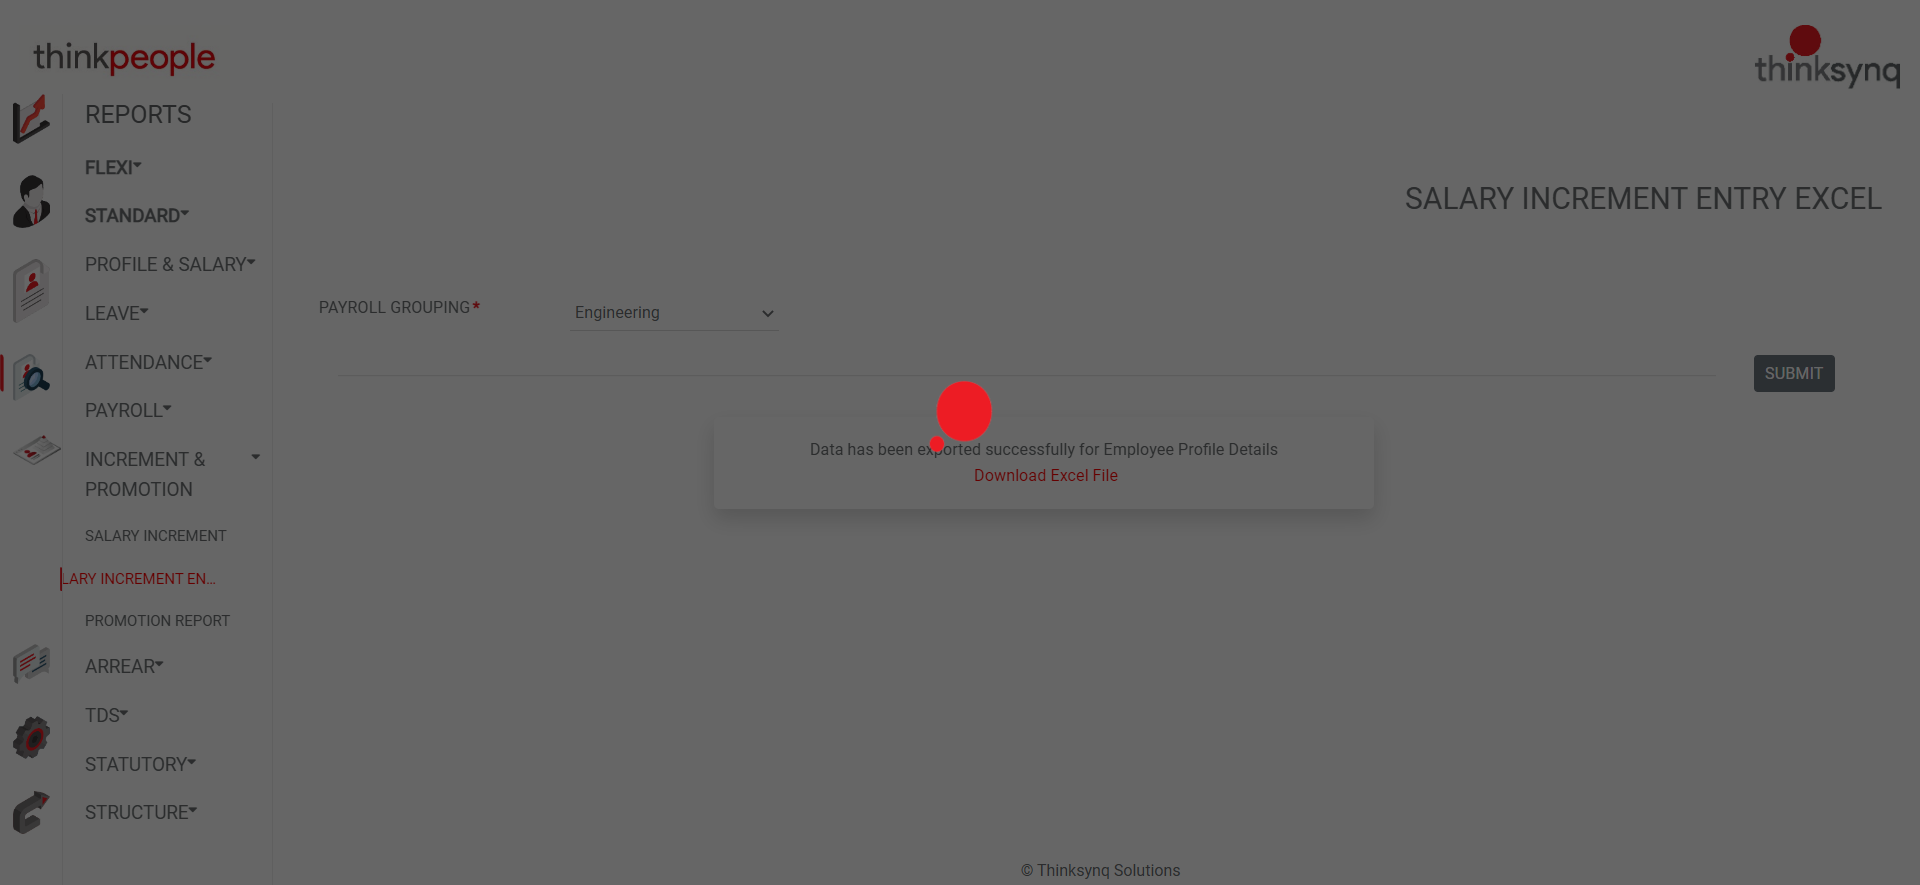 thinkpeople
thinksynq
REPORTS
FLEXI
STANDARD
PROFILE & SALARY
LEAVE
ATTENDANCE
PAYROLL
INCREMENT &
PROMOTION
SALARY INCREMENT
LARY INCREMENT EN...
PROMOTION REPORT
ARREAR
TDS
STATUTORY
STRUCTURE
SALARY INCREMENT ENTRY EXCEL
PAYROLL GROUPING*
Engineering
SUBMIT
Data has been exported successfully for Employee Profile Details
Download Excel File
© Thinksynq Solutions